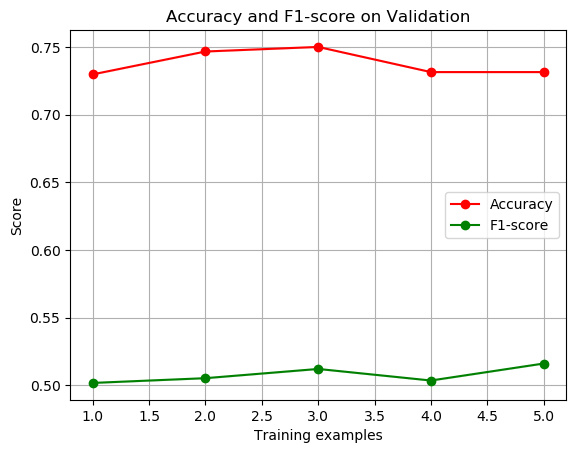 Accuracy and F1-score on Validation
Score
0.75
0.70
0.65
0.60
0.55
0.50
Accuracy
F1-score
1.0 1.5 2.0 2.5 3.0 3.5 4.0 4.5 5.0
Training examples